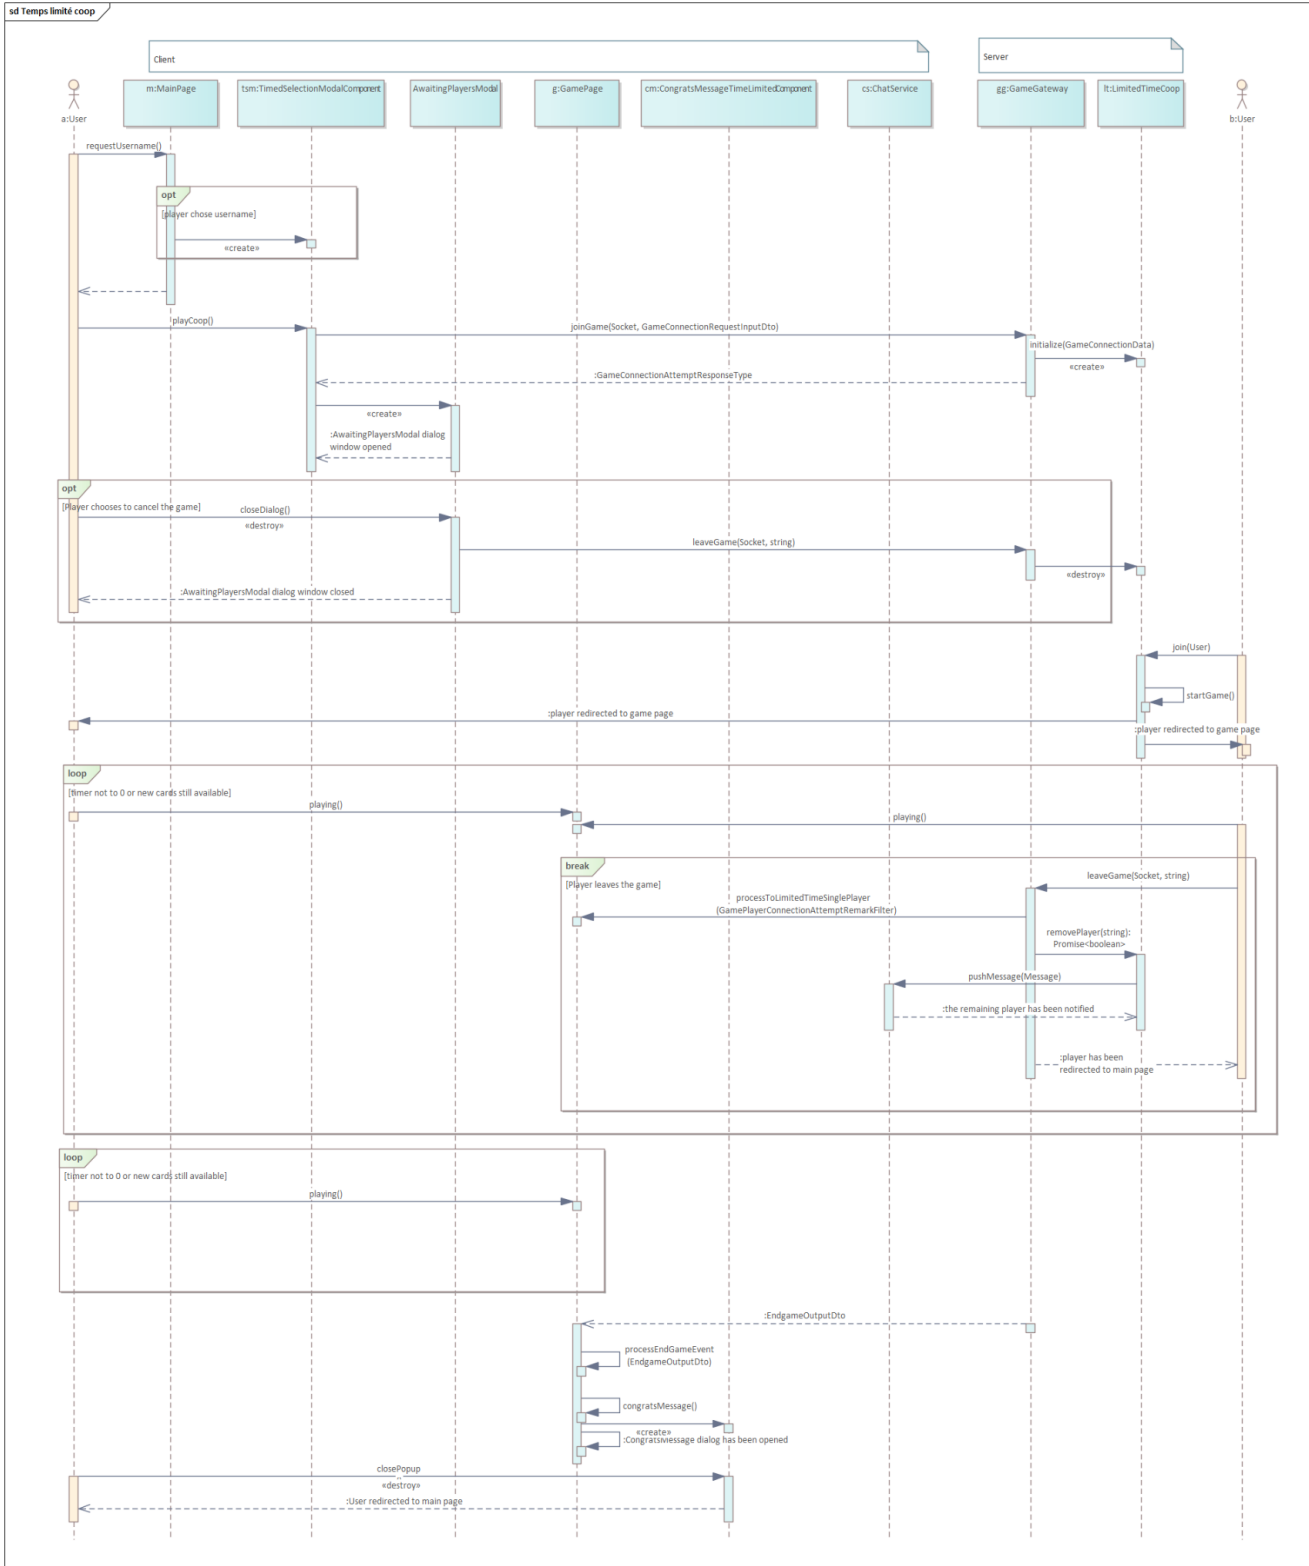 sd Temps limité coop
Client
Server
a:User
m:MainPage
tsm:TimedSelectionModalComponent
AwaitingPlayersModal
g:GamePage
cm:CongratsMessageTimeLimitedComponent
cs:ChatService
gg:GameGateway
lt:LimitedTimeCoop
b:User
requestUsername()
opt
[player chose username]
«create»
playCoop()
joinGame(Socket, GameConnectionRequestInputDto)
initialize(GameConnectionData)
«create»
:GameConnectionAttemptResponseType
«create»
:AwaitingPlayersModal dialog
window opened
opt
[Player chooses to cancel the game]
closeDialog()
«destroy»
leaveGame(Socket, string)
«destroy»
:AwaitingPlayersModal dialog window closed
join(User)
startGame()
:player redirected to game page
:player redirected to game page
loop
[timer not to 0 or new cards still available]
playing()
playing()
break
[Player leaves the game]
leaveGame(Socket, string)
processToLimitedTimeSinglePlayer
(GamePlayerConnectionAttemptRemarkFilter)
removePlayer(string):
Promise<boolean>
pushMessage(Message)
:the remaining player has been notified
:player has been
redirected to main page
loop
[timer not to 0 or new cards still available]
playing()
:EndgameOutputDto
processEndGameEvent
(EndgameOutputDto)
congratsMessage()
«create»
:CongratsMessage dialog has been opened
closePopup
()
«destroy»
:User redirected to main page